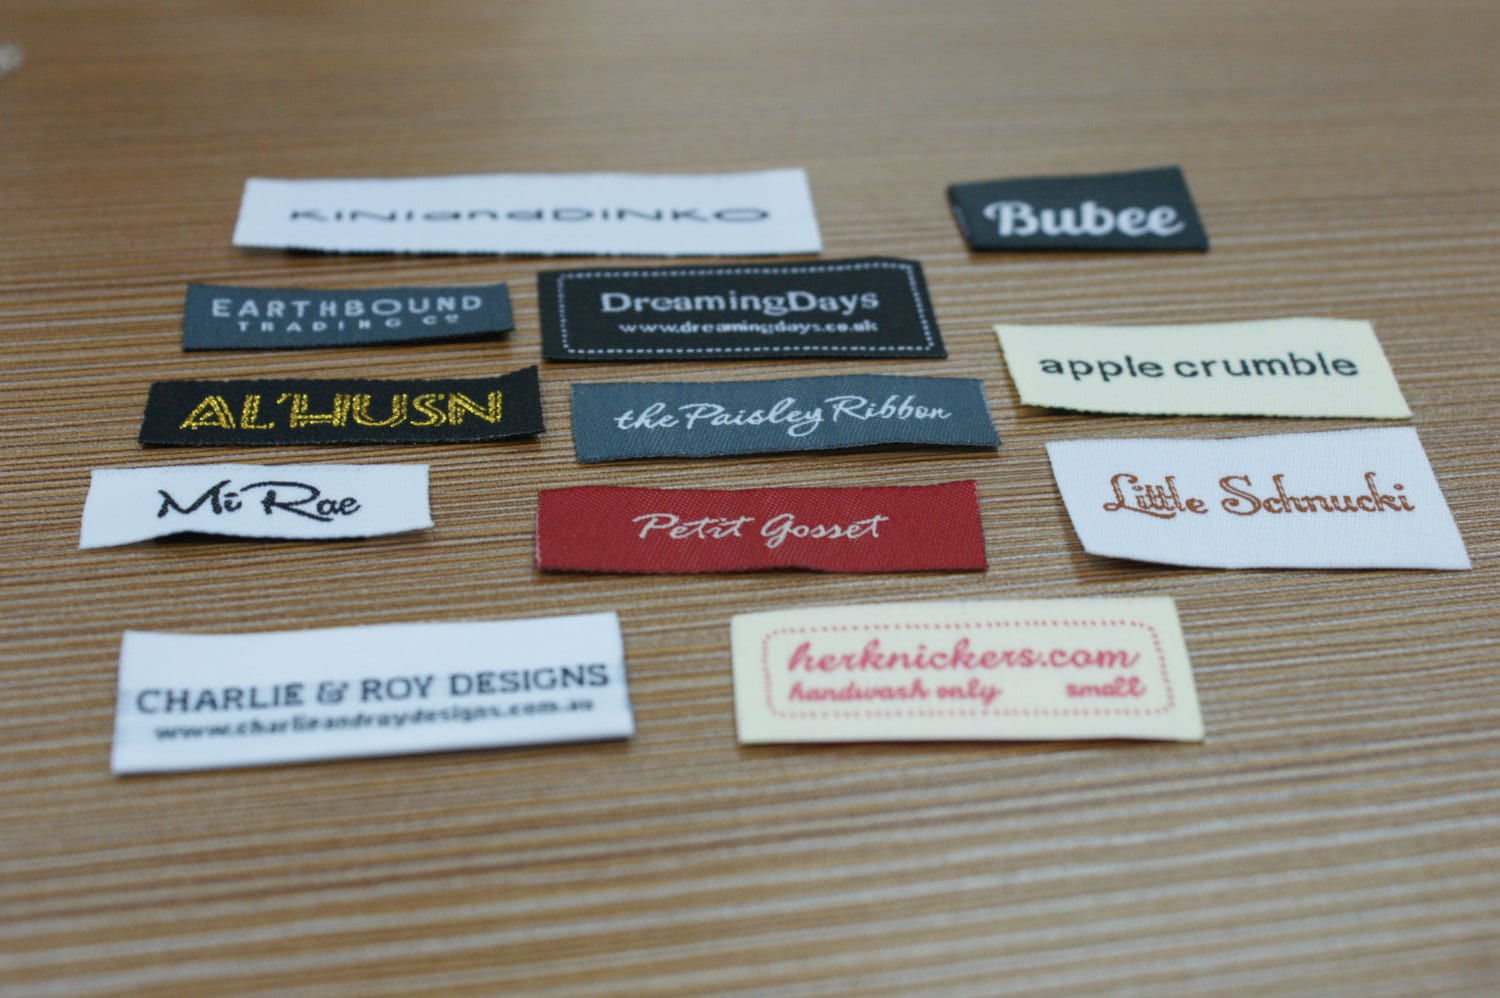 KINIandDINKO
Bubee
EARTHBOUND
TRADING Co
DreamingDays
www.dreamingdays.co.uk
apple crumble
AL'HUSN
the Paisley Ribbon
Mi Rae
Petit Gosset
Little Schnucki
CHARLIE & ROY DESIGNS
www.charlieandroydesigns.com.au
herknickers.com
handwash only small